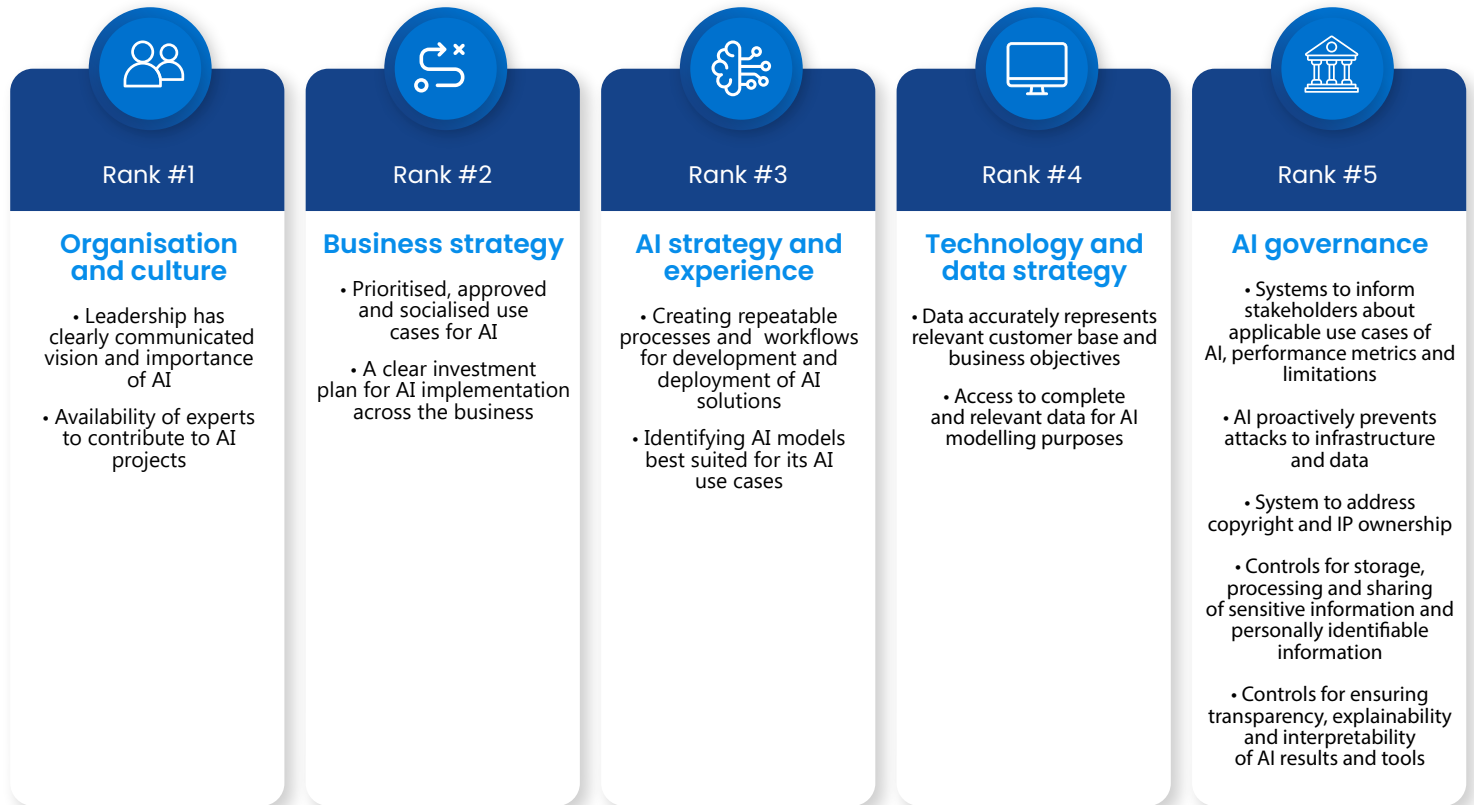 Rank #1
Organisation
and culture
• Leadership has
clearly communicated
vision and importance
of AI
• Availability of experts
to contribute to AI
projects
Rank #2
Business strategy
• Prioritised, approved
and socialised use
cases for AI
• A clear investment
plan for AI implementation
across the business
Rank #3
AI strategy and
experience
• Creating repeatable
processes and workflows
for development and
deployment of AI
solutions
• Identifying AI models
best suited for its AI
use cases
Rank #4
Technology and
data strategy
• Data accurately represents
relevant customer base and
business objectives
• Access to complete
and relevant data for AI
modelling purposes
Rank #5
AI governance
• Systems to inform
stakeholders about
applicable use cases of
AI, performance metrics and
limitations
• AI proactively prevents
attacks to infrastructure
and data
• System to address
copyright and IP ownership
• Controls for storage,
processing and sharing
of sensitive information and
personally identifiable
information
• Controls for ensuring
transparency, explainability
and interpretability
of AI results and tools